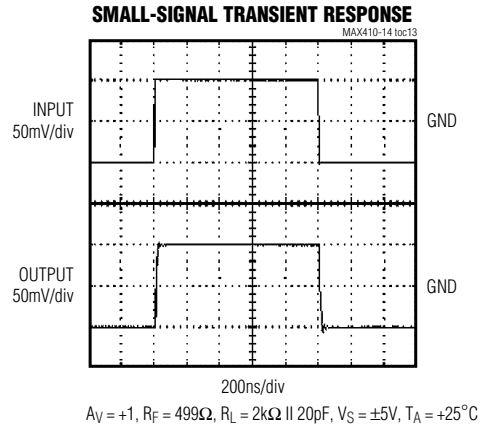 SMALL-SIGNAL TRANSIENT RESPONSE
MAX410-14 toc13
INPUT
50mV/div
GND
OUTPUT
50mV/div
GND
200ns/div
AV = +1, RF = 499Ω, RL = 2kΩ II 20pF, VS = ±5V, TA = +25°C